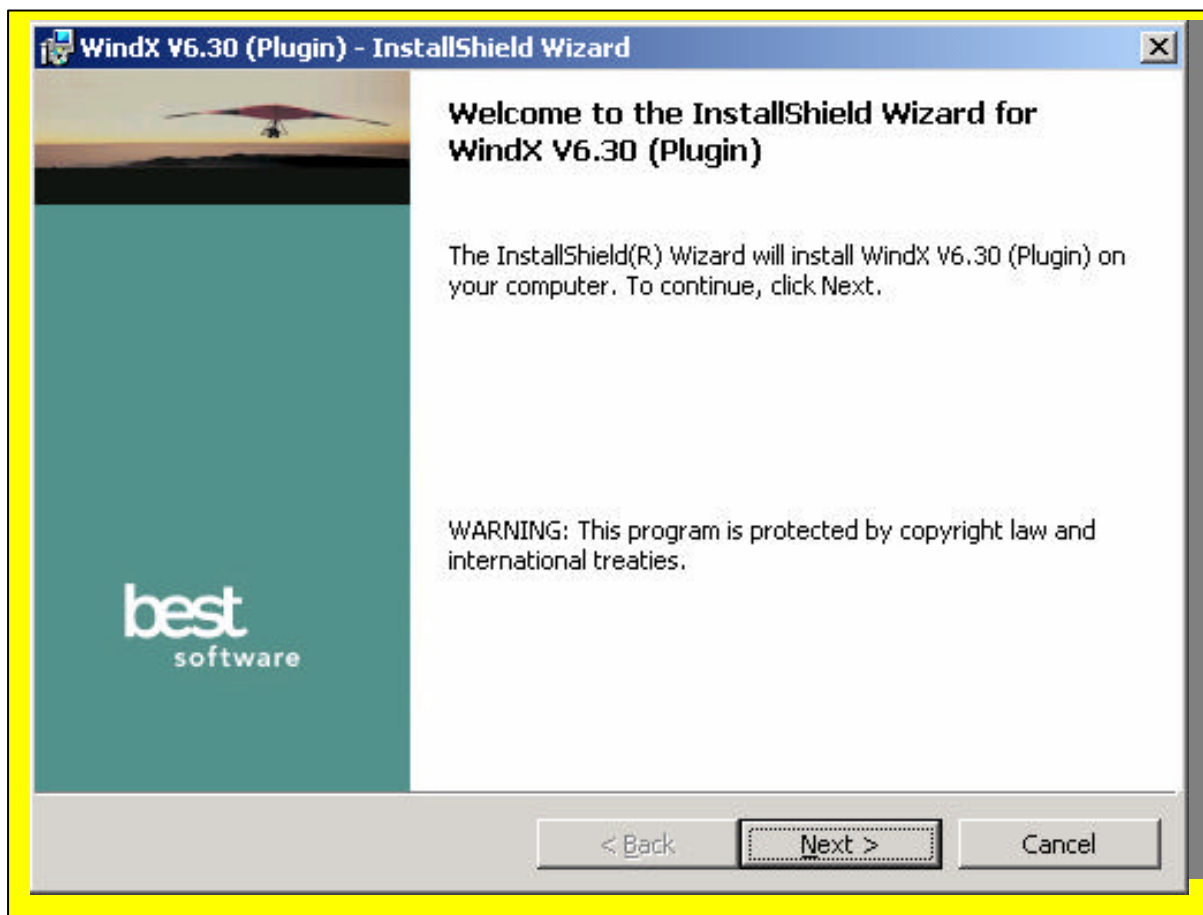 WindX V6.30 (Plugin) - InstallShield Wizard
Welcome to the InstallShield Wizard for
WindX V6.30 (Plugin)
The InstallShield(R) Wizard will install WindX V6.30 (Plugin) on
your computer. To continue, click Next.
WARNING: This program is protected by copyright law and
international treaties.
best
software
< Back
Next >
Cancel